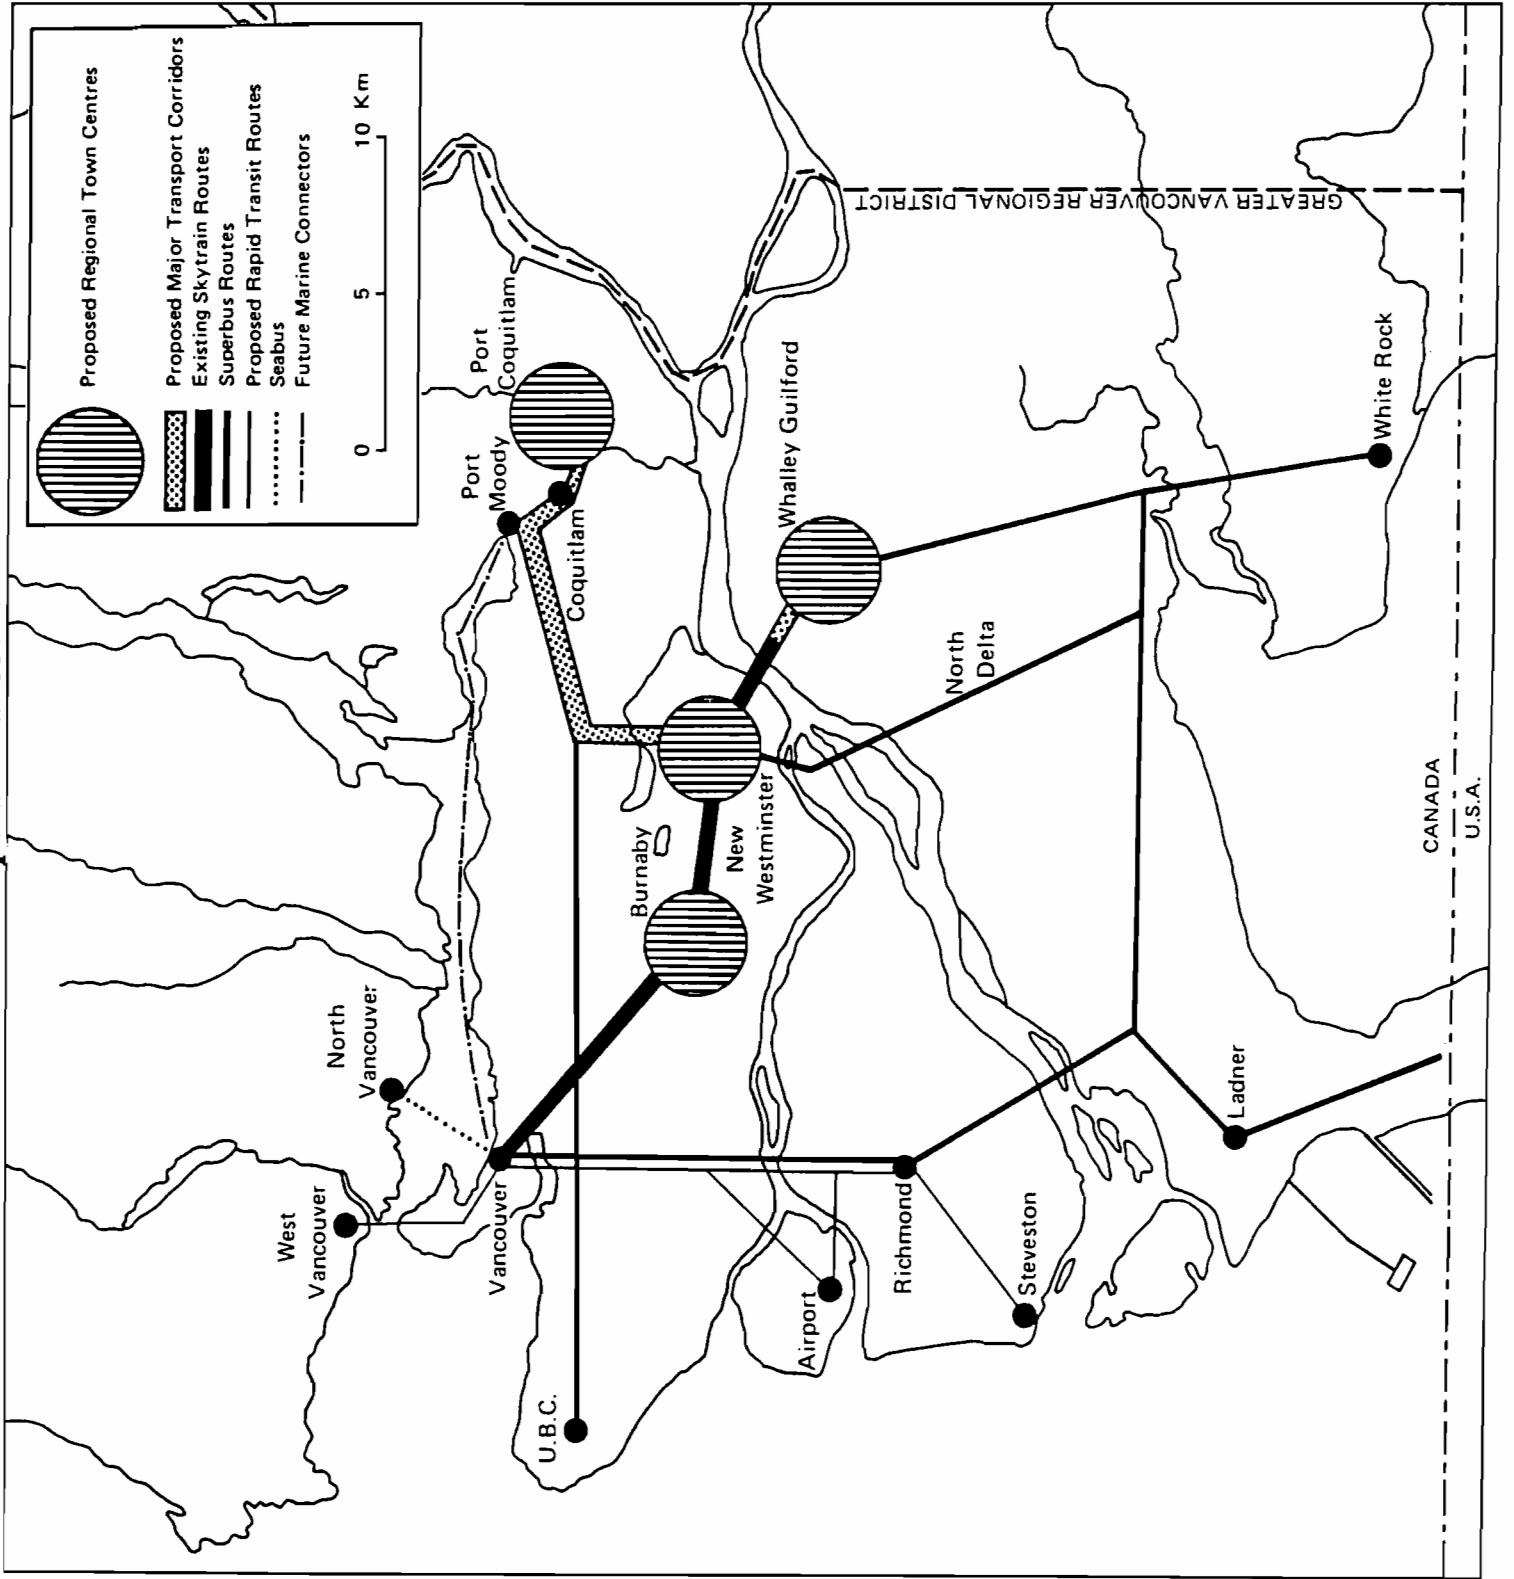 Proposed Regional Town Centres
Proposed Major Transport Corridors
Existing Skytrain Routes
Superbus Routes
Proposed Rapid Transit Routes
Seabus
Future Marine Connectors
0 5 10 Km
West
Vancouver
North
Vancouver
Vancouver
U.B.C.
Burnaby
New
Westminster
Port
Moody
Coquitlam
Port
Coquitlam
Whalley Guilford
North
Delta
Airport
Richmond
Steveston
Ladner
White Rock
GREATER VANCOUVER REGIONAL DISTRICT
CANADA
U.S.A.